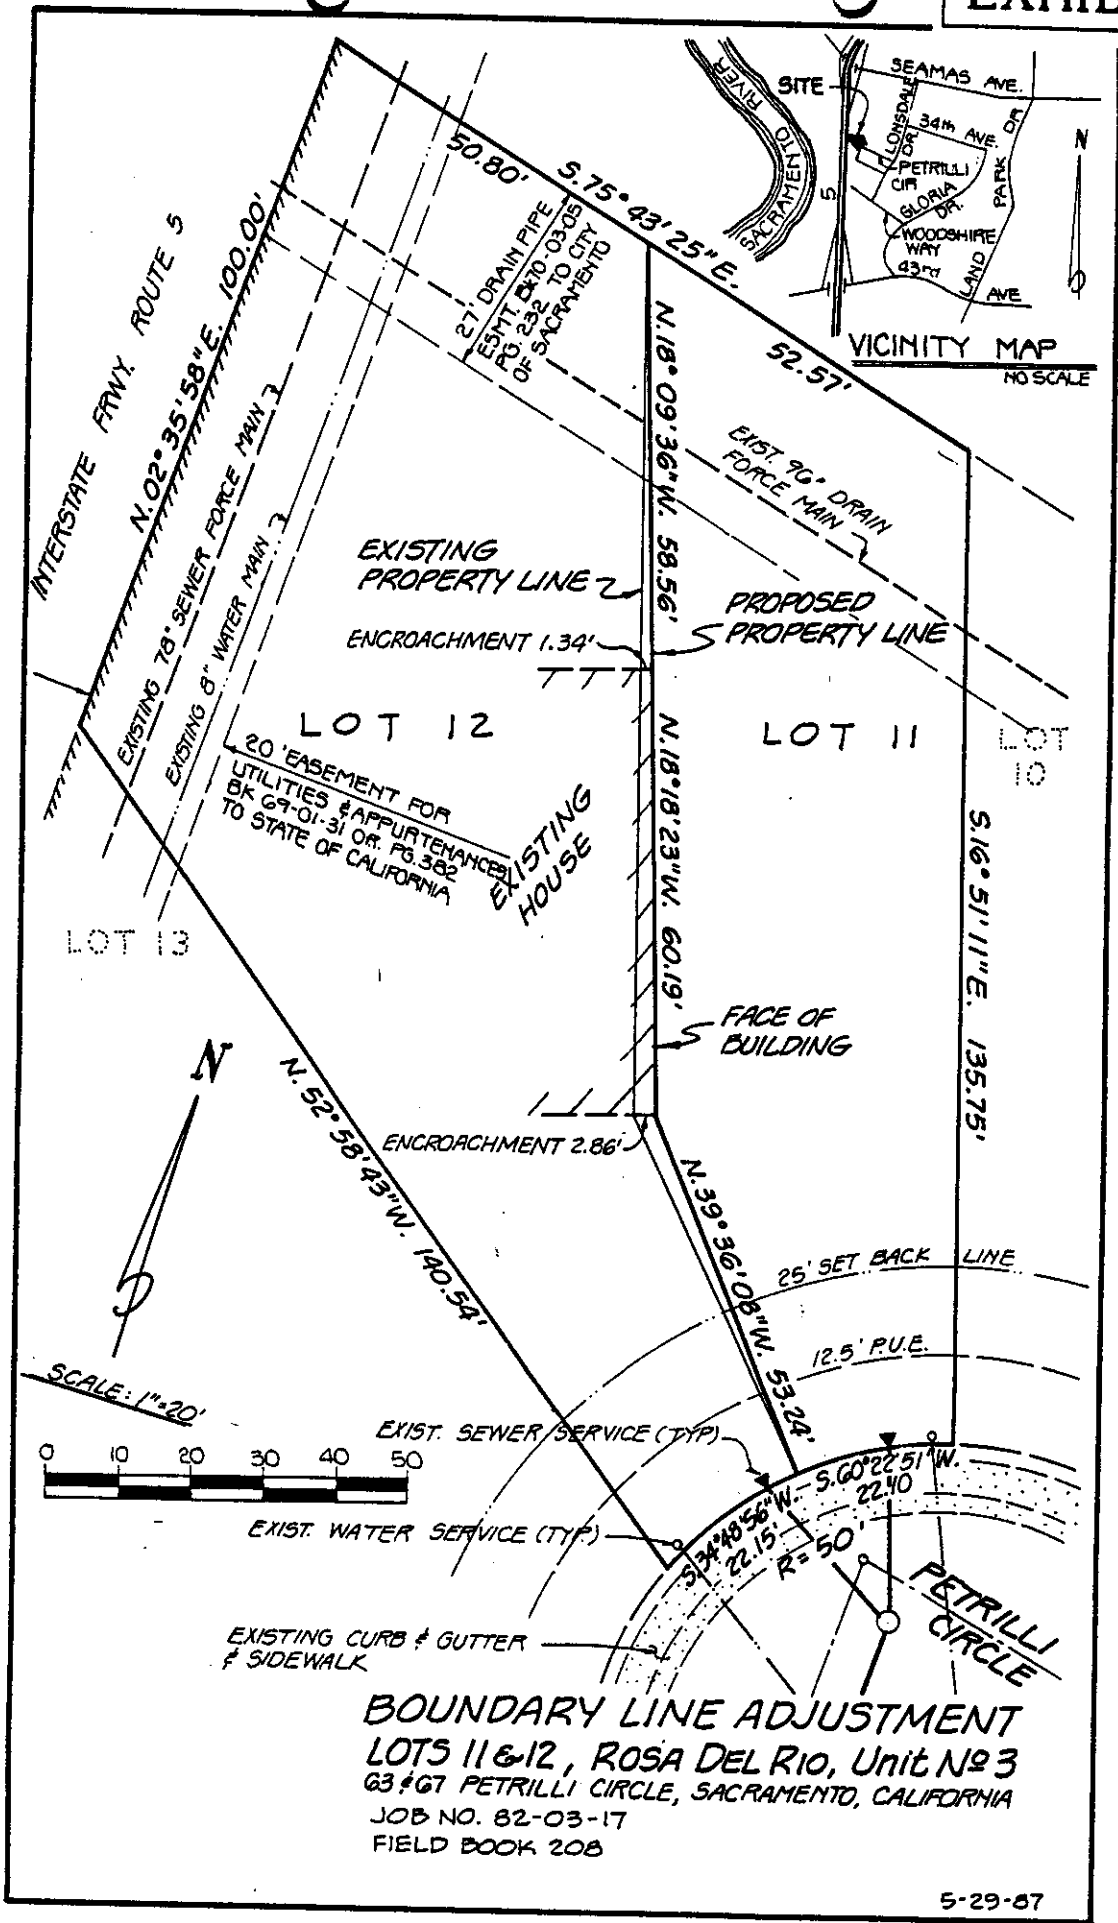 SEAMAS AVE.
SITE
LONSDALE DR.
34th AVE.
PETRILLI
CIR
GLORIA
DR.
WOODSHIRE
WAY
43rd AVE
LAND PARK DR
SACRAMENTO RIVER
5
N
VICINITY MAP
NO SCALE
50.80'
S.75°43'25"E.
52.57'
INTERSTATE FRWY. ROUTE 5
N.02°35'58"E. 100.00'
27' DRAIN PIPE
ESMT. BK70-03-05
PG. 232 TO CITY
OF SACRAMENTO
N.18°09'36"W. 58.56'
EXIST. 96" DRAIN
FORCE MAIN
EXISTING 78" SEWER FORCE MAIN
EXISTING 8" WATER MAIN
EXISTING
PROPERTY LINE
PROPOSED
PROPERTY LINE
ENCROACHMENT 1.34'
LOT 12
LOT 11
LOT
10
20' EASEMENT FOR
UTILITIES & APPURTENANCES
BK 69-01-31 OR. PG. 382
TO STATE OF CALIFORNIA
EXISTING
HOUSE
N.18°18'23"W. 60.19'
S.16°51'11"E. 135.75'
LOT 13
FACE OF
BUILDING
N
N.52°58'43"W. 140.54'
ENCROACHMENT 2.86'
N.39°36'08"W. 53.24'
25' SET BACK LINE
12.5' P.U.E.
SCALE: 1"=20'
0 10 20 30 40 50
EXIST. SEWER SERVICE (TYP)
S.60°22'51"W.
22.40
S.34°48'56"W.
22.15'
R=50'
EXIST. WATER SERVICE (TYP)
PETRILLI
CIRCLE
EXISTING CURB & GUTTER
& SIDEWALK
BOUNDARY LINE ADJUSTMENT
LOTS 11 & 12, ROSA DEL RIO, Unit Nº 3
63 & 67 PETRILLI CIRCLE, SACRAMENTO, CALIFORNIA
JOB NO. 82-03-17
FIELD BOOK 208
5-29-87